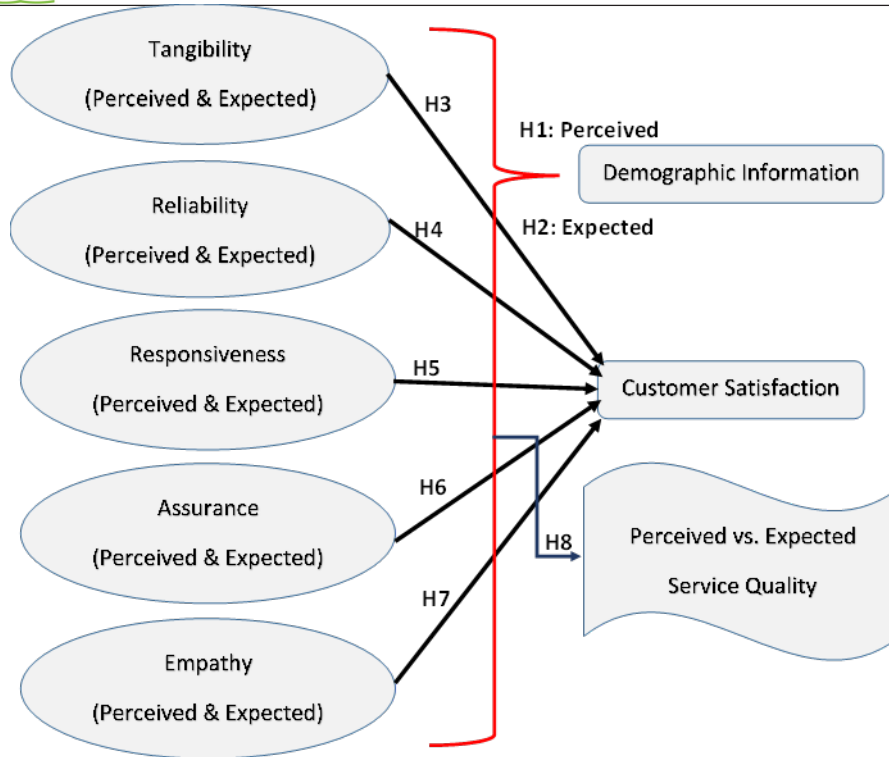 Tangibility
(Perceived & Expected)
H3
H1: Perceived
Demographic Information
Reliability
(Perceived & Expected)
H4
H2: Expected
Responsiveness
(Perceived & Expected)
H5
Customer Satisfaction
Assurance
(Perceived & Expected)
H6
H8
Perceived vs. Expected
Service Quality
H7
Empathy
(Perceived & Expected)